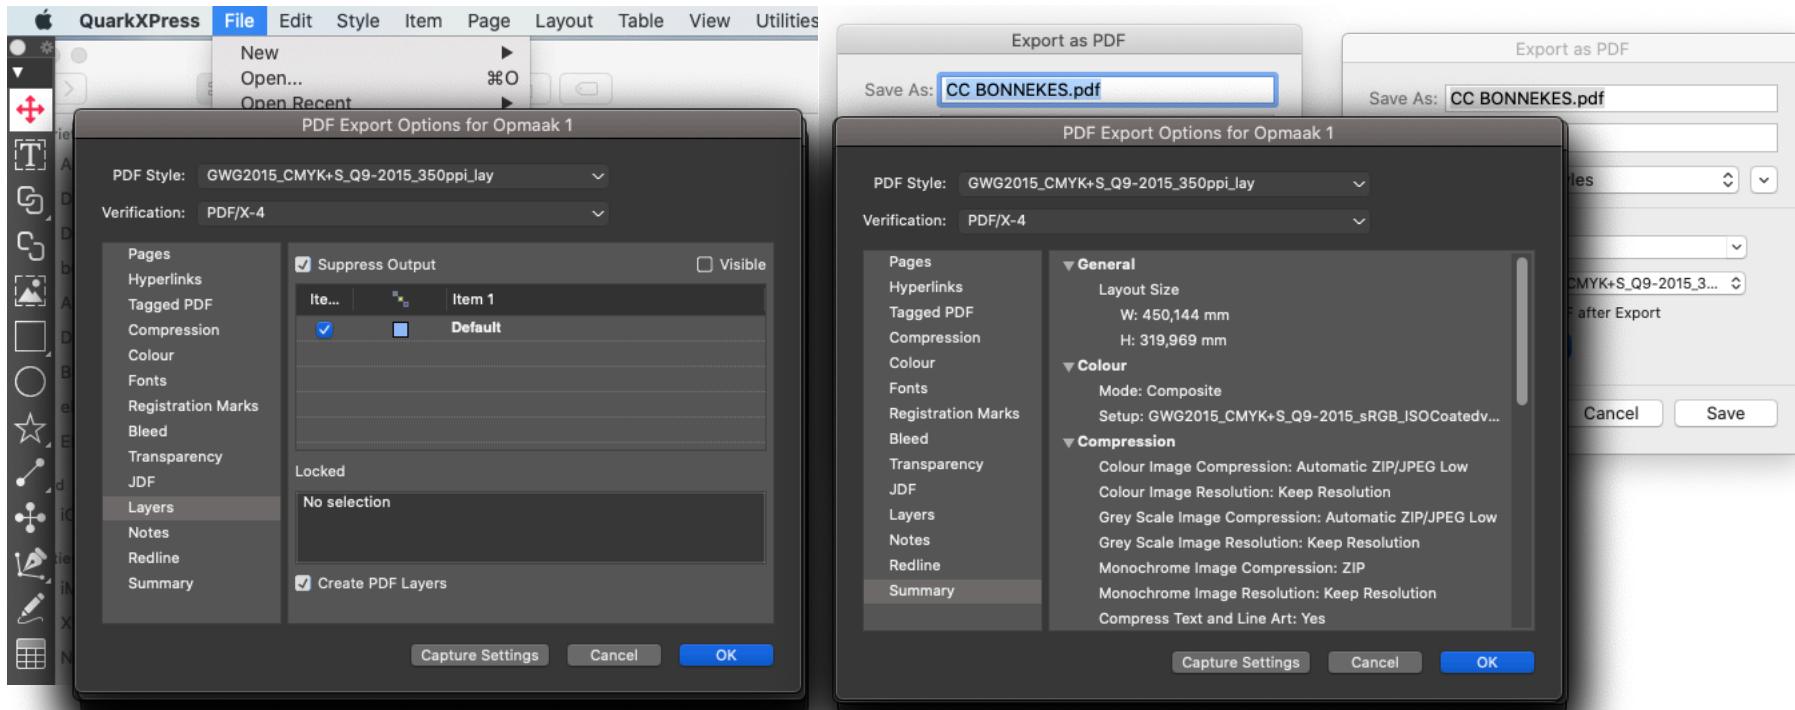 QuarkXPress File Edit Style Item Page Layout Table View Utilities
New
Open... ⌘O
Open Recent
PDF Export Options for Opmaak 1
PDF Style: GWG2015_CMYK+S_Q9-2015_350ppi_lay
Verification: PDF/X-4
Pages
Hyperlinks
Tagged PDF
Compression
Colour
Fonts
Registration Marks
Bleed
Transparency
JDF
Layers
Notes
Redline
Summary
Suppress Output Visible
Ite... Item 1
Default
Locked
No selection
Create PDF Layers
Capture Settings Cancel OK
Export as PDF
Save As: CC BONNEKES.pdf
PDF Export Options for Opmaak 1
PDF Style: GWG2015_CMYK+S_Q9-2015_350ppi_lay
Verification: PDF/X-4
Pages
Hyperlinks
Tagged PDF
Compression
Colour
Fonts
Registration Marks
Bleed
Transparency
JDF
Layers
Notes
Redline
Summary
General
Layout Size
W: 450,144 mm
H: 319,969 mm
Colour
Mode: Composite
Setup: GWG2015_CMYK+S_Q9-2015_sRGB_ISOCoatedv...
Compression
Colour Image Compression: Automatic ZIP/JPEG Low
Colour Image Resolution: Keep Resolution
Grey Scale Image Compression: Automatic ZIP/JPEG Low
Grey Scale Image Resolution: Keep Resolution
Monochrome Image Compression: ZIP
Monochrome Image Resolution: Keep Resolution
Compress Text and Line Art: Yes
Capture Settings Cancel OK
Export as PDF
Save As: CC BONNEKES.pdf
les
CMYK+S_Q9-2015_3...
after Export
Cancel Save